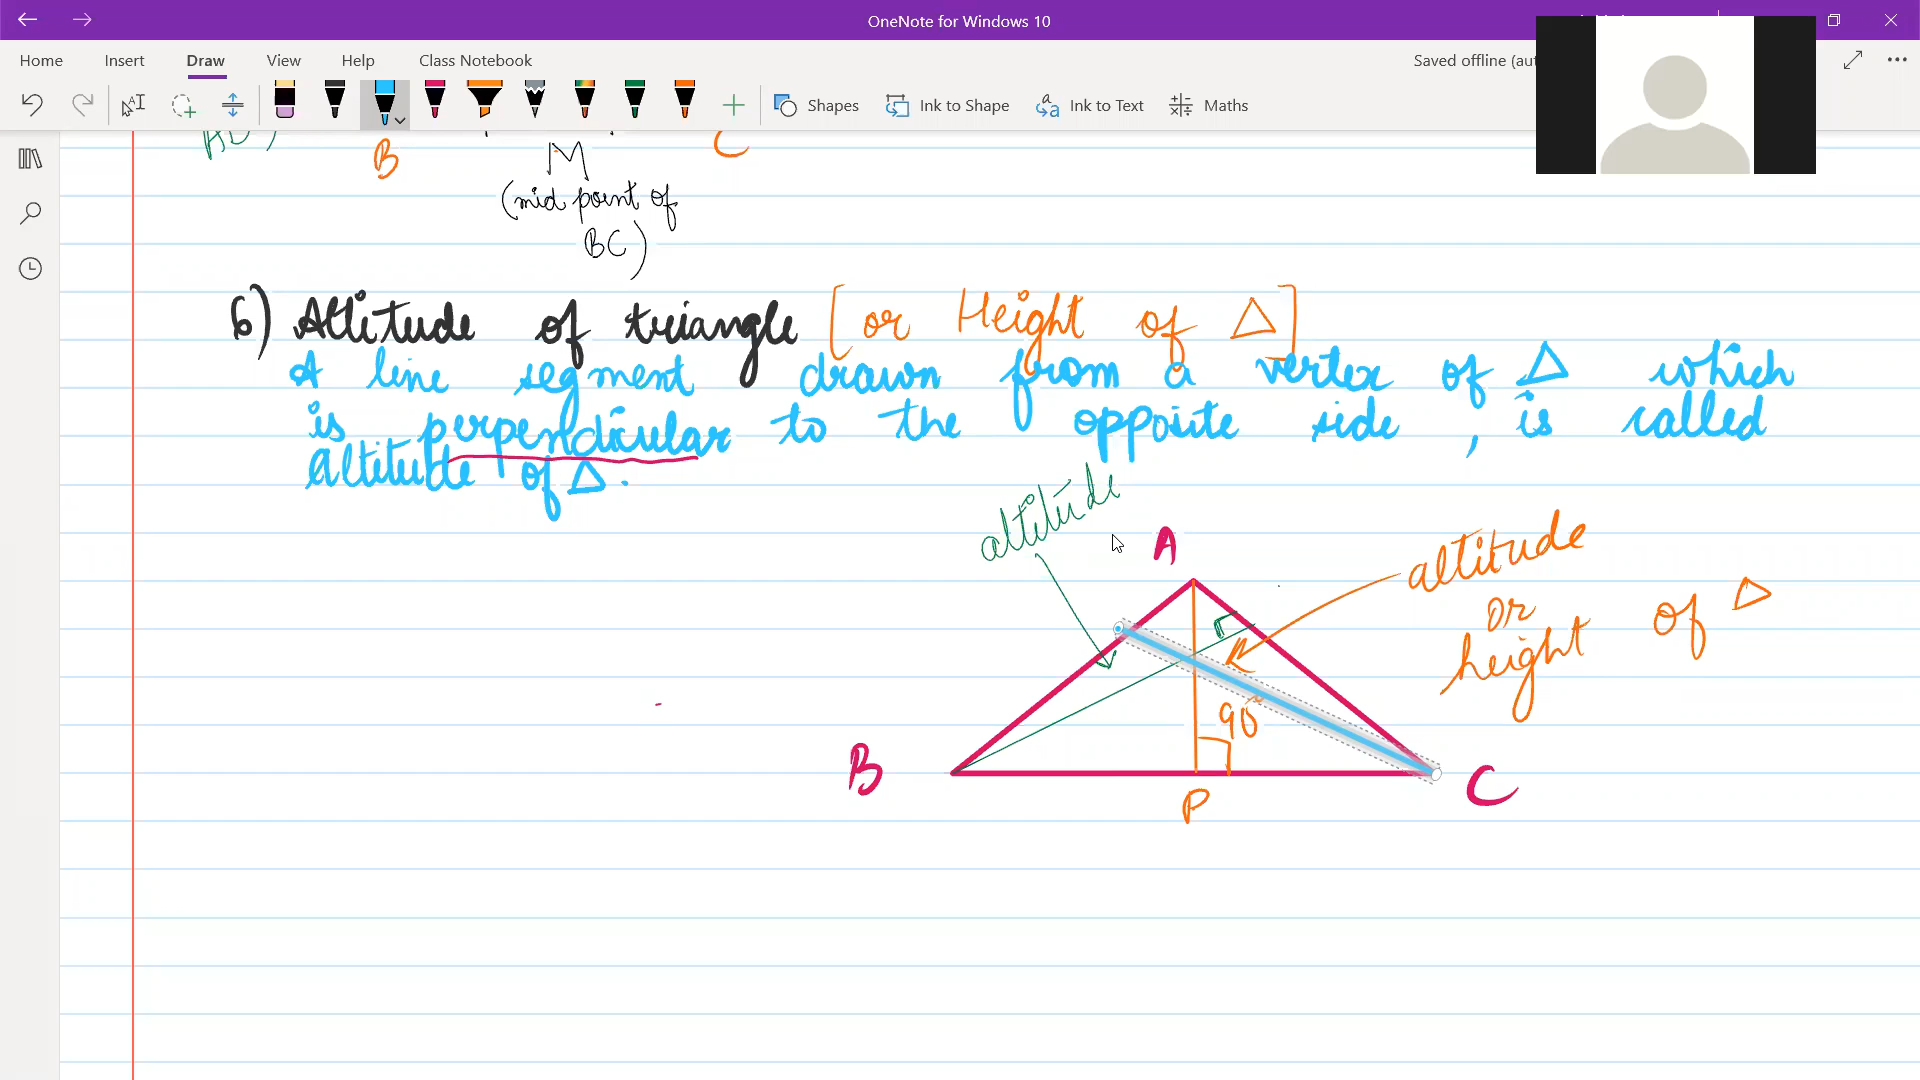 OneNote for Windows 10
Home Insert Draw View Help Class Notebook
Saved offline (aut
Shapes Ink to Shape Ink to Text Maths
B M C
(mid point of
BC)
6) Altitude of triangle [or Height of Δ]
A line segment drawn from a vertex of Δ which
is perpendicular to the opposite side, is called
altitude of Δ.
altitude
A
altitude
or
height of Δ
90°
B
C
P